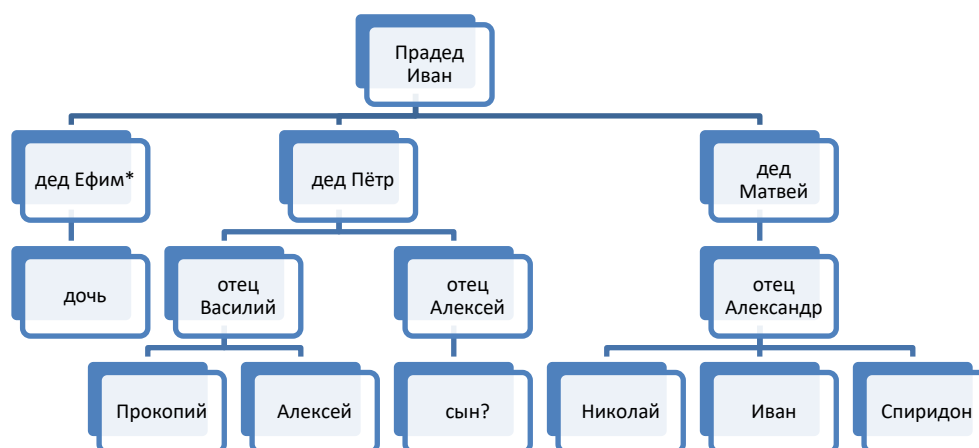 Прадед
Иван
дед Ефим*
дед Пётр
дед
Матвей
дочь
отец
Василий
отец
Алексей
отец
Александр
Прокопий
Алексей
сын?
Николай
Иван
Спиридон